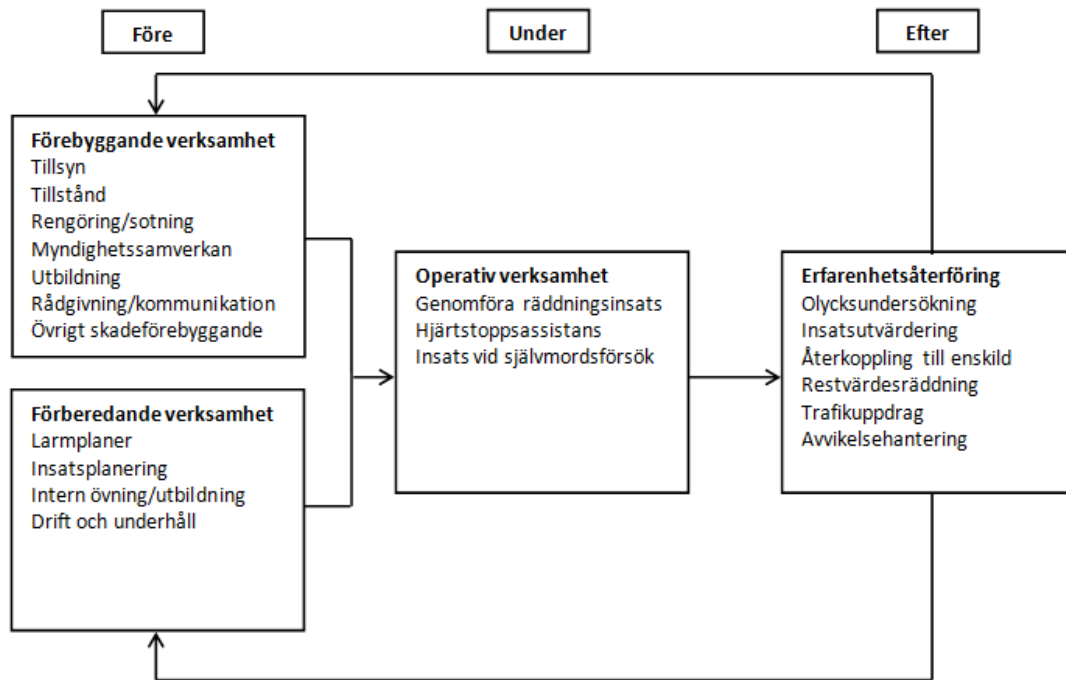 Före
Under
Efter
Förebyggande verksamhet
Tillsyn
Tillstånd
Rengöring/sotning
Myndighetssamverkan
Utbildning
Rådgivning/kommunikation
Övrigt skadeförebyggande
Förberedande verksamhet
Larmplaner
Insatsplanering
Intern övning/utbildning
Drift och underhåll
Operativ verksamhet
Genomföra räddningsinsats
Hjärtstoppsassistans
Insats vid självmordsförsök
Erfarenhetsåterföring
Olycksundersökning
Insatsutvärdering
Återkoppling till enskild
Restvärdesräddning
Trafikuppdrag
Avvikelsehantering